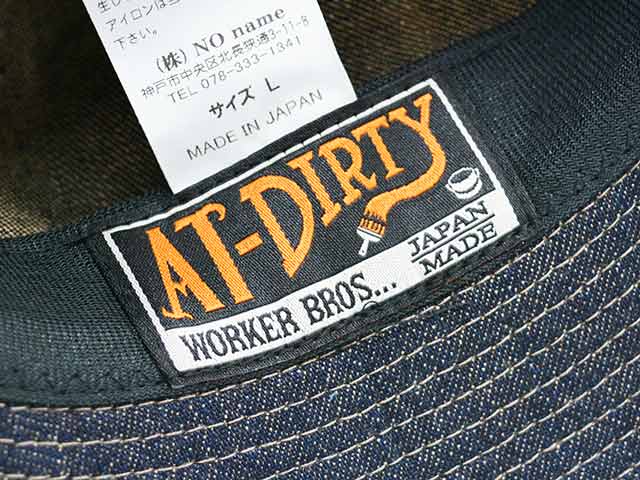 アイロンは
下さい。
(株) NO name
神戸市中央区北長狭通3-11-8
TEL 078-333-1341
サイズ L
MADE IN JAPAN
AT-DIRTY
WORKER BROS...
JAPAN
MADE